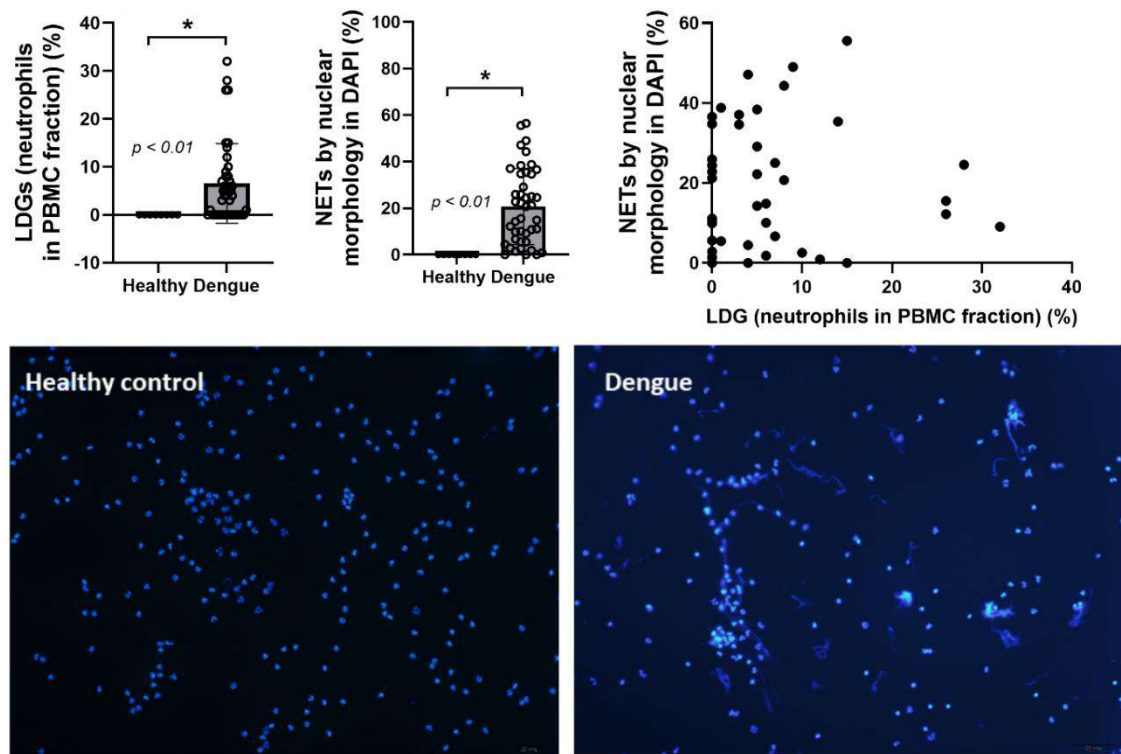 LDGs (neutrophils
in PBMC fraction) (%)
40
30
20
10
0
-10
*
p < 0.01
Healthy Dengue
NETs by nuclear
morphology in DAPI (%)
100
80
60
40
20
0
*
p < 0.01
Healthy Dengue
NETs by nuclear
morphology in DAPI (%)
60
40
20
0
0 10 20 30 40
LDG (neutrophils in PBMC fraction) (%)
Healthy control
Dengue